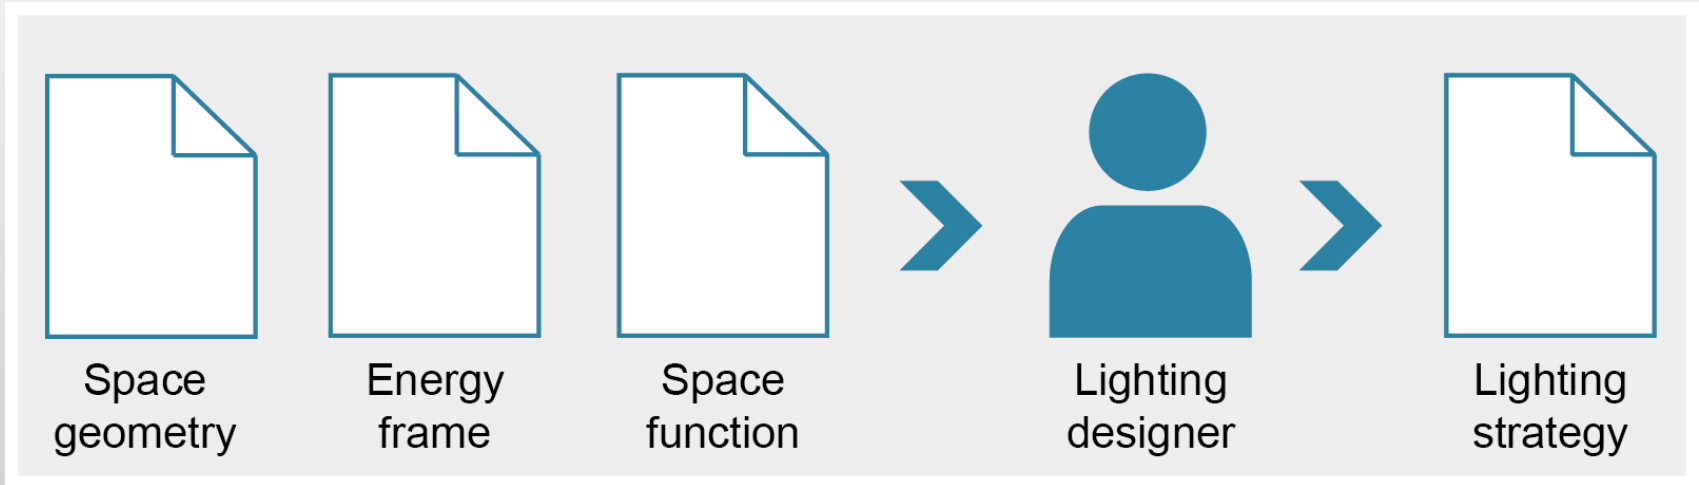 Space
geometry
Energy
frame
Space
function
Lighting
designer
Lighting
strategy